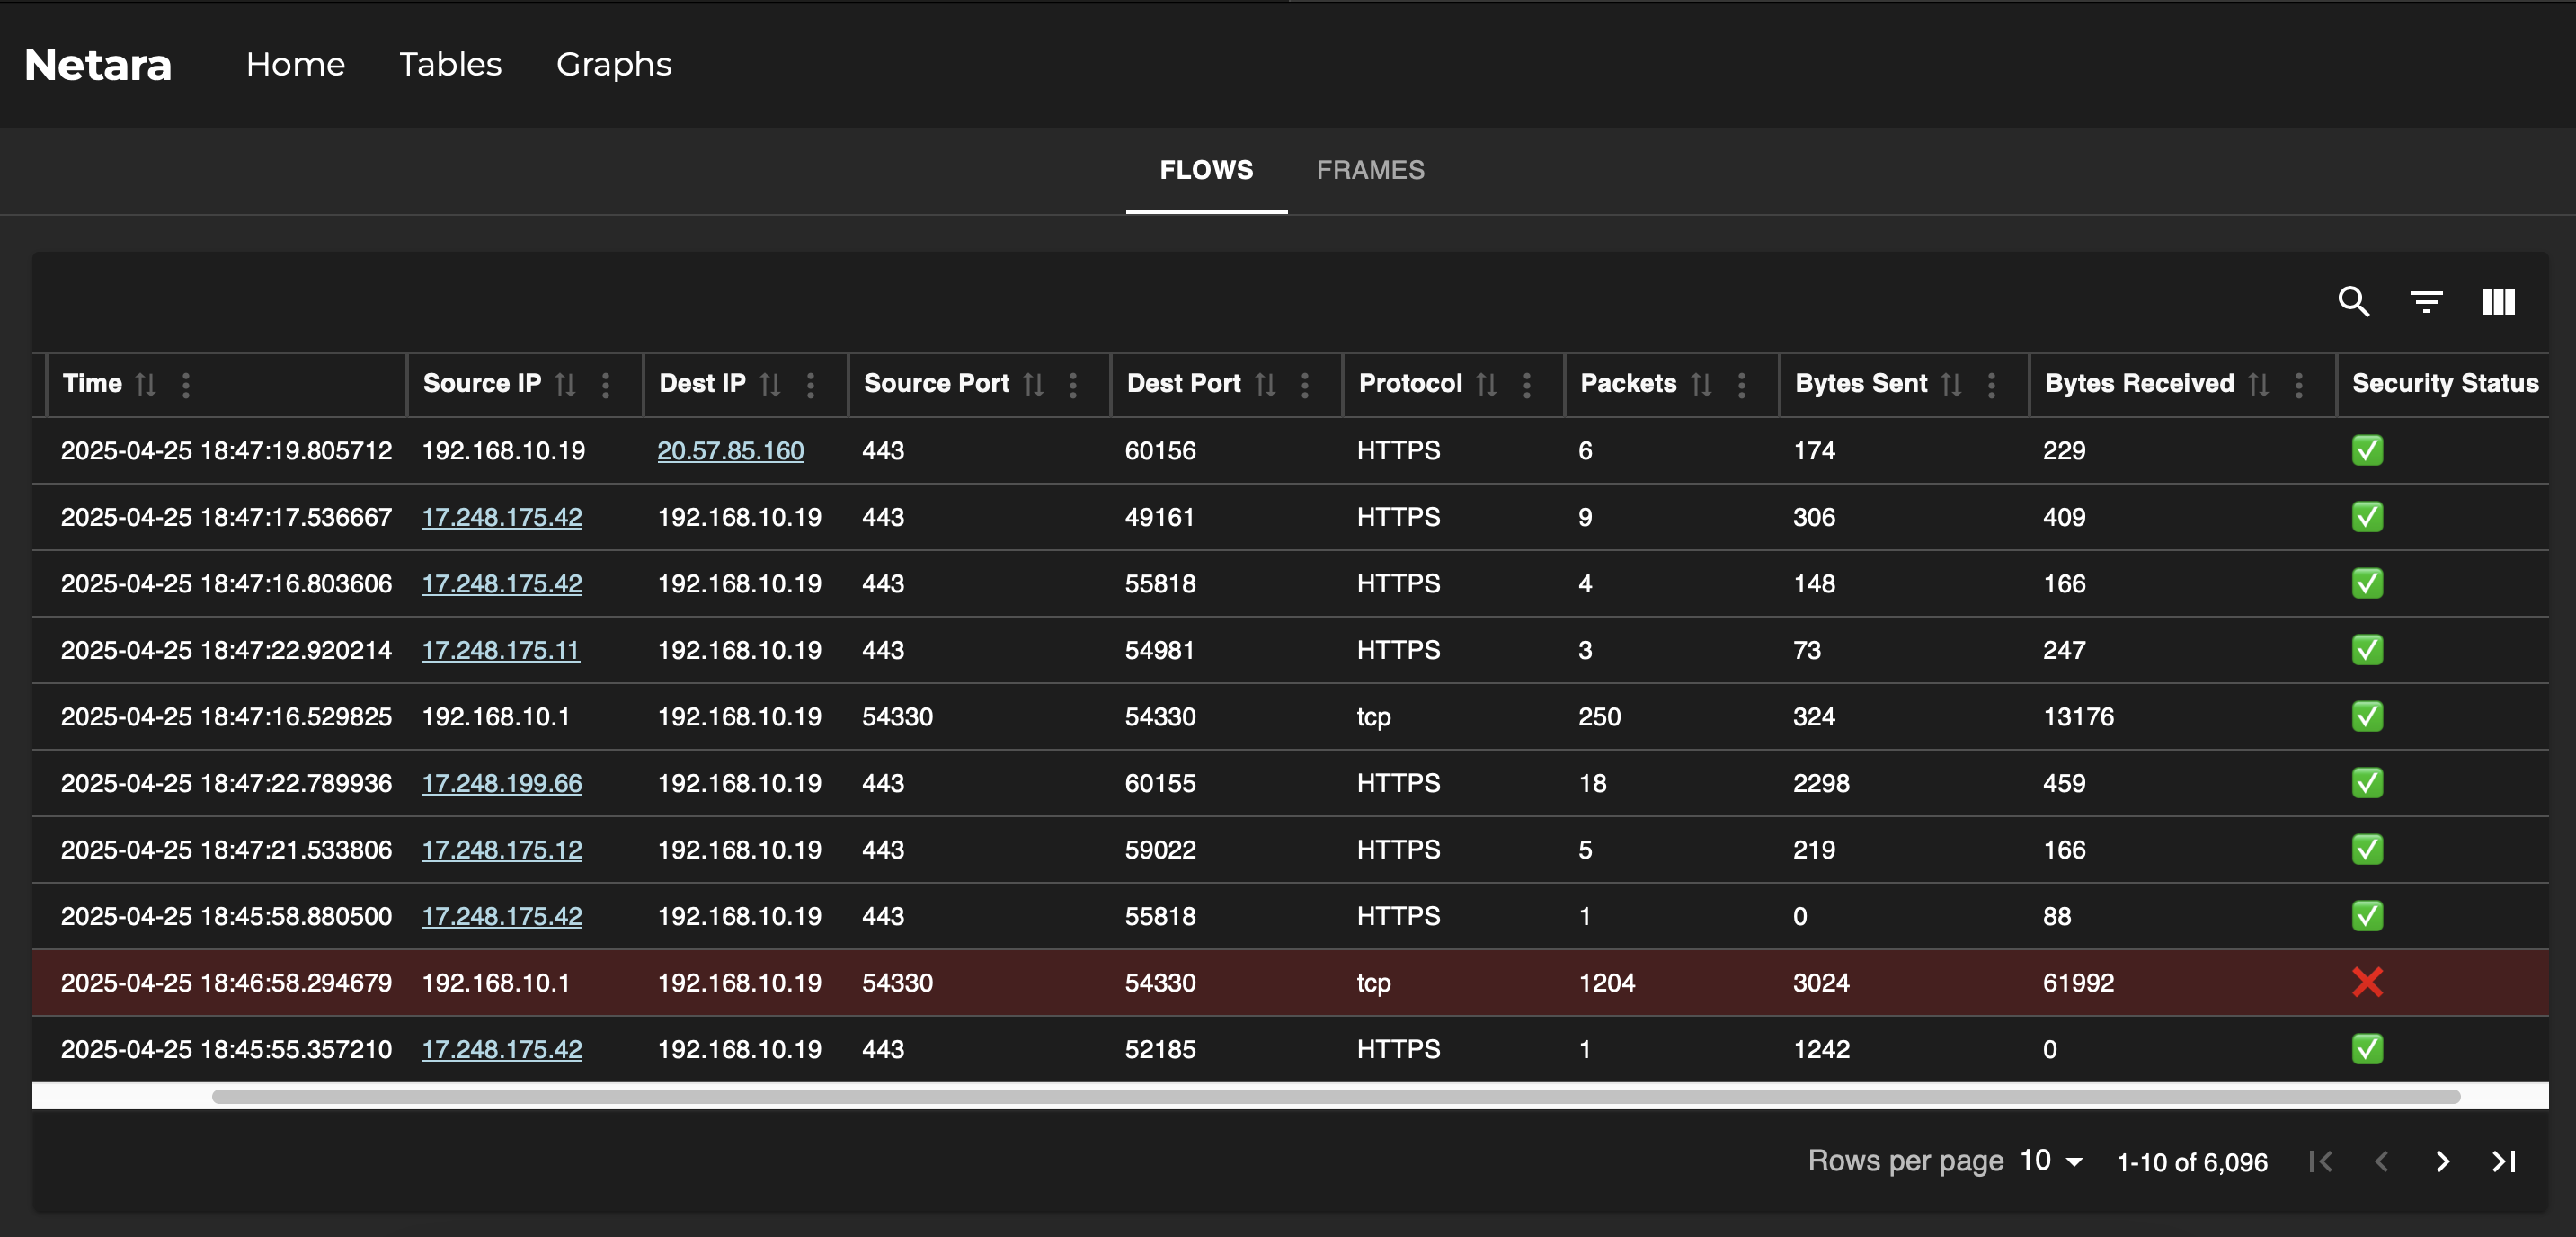 Netara Home Tables Graphs
FLOWS FRAMES
Time Source IP Dest IP Source Port Dest Port Protocol Packets Bytes Sent Bytes Received Security Status
2025-04-25 18:47:19.805712 192.168.10.19 20.57.85.160 443 60156 HTTPS 6 174 229
2025-04-25 18:47:17.536667 17.248.175.42 192.168.10.19 443 49161 HTTPS 9 306 409
2025-04-25 18:47:16.803606 17.248.175.42 192.168.10.19 443 55818 HTTPS 4 148 166
2025-04-25 18:47:22.920214 17.248.175.11 192.168.10.19 443 54981 HTTPS 3 73 247
2025-04-25 18:47:16.529825 192.168.10.1 192.168.10.19 54330 54330 tcp 250 324 13176
2025-04-25 18:47:22.789936 17.248.199.66 192.168.10.19 443 60155 HTTPS 18 2298 459
2025-04-25 18:47:21.533806 17.248.175.12 192.168.10.19 443 59022 HTTPS 5 219 166
2025-04-25 18:45:58.880500 17.248.175.42 192.168.10.19 443 55818 HTTPS 1 0 88
2025-04-25 18:46:58.294679 192.168.10.1 192.168.10.19 54330 54330 tcp 1204 3024 61992
2025-04-25 18:45:55.357210 17.248.175.42 192.168.10.19 443 52185 HTTPS 1 1242 0
Rows per page 10 1-10 of 6,096